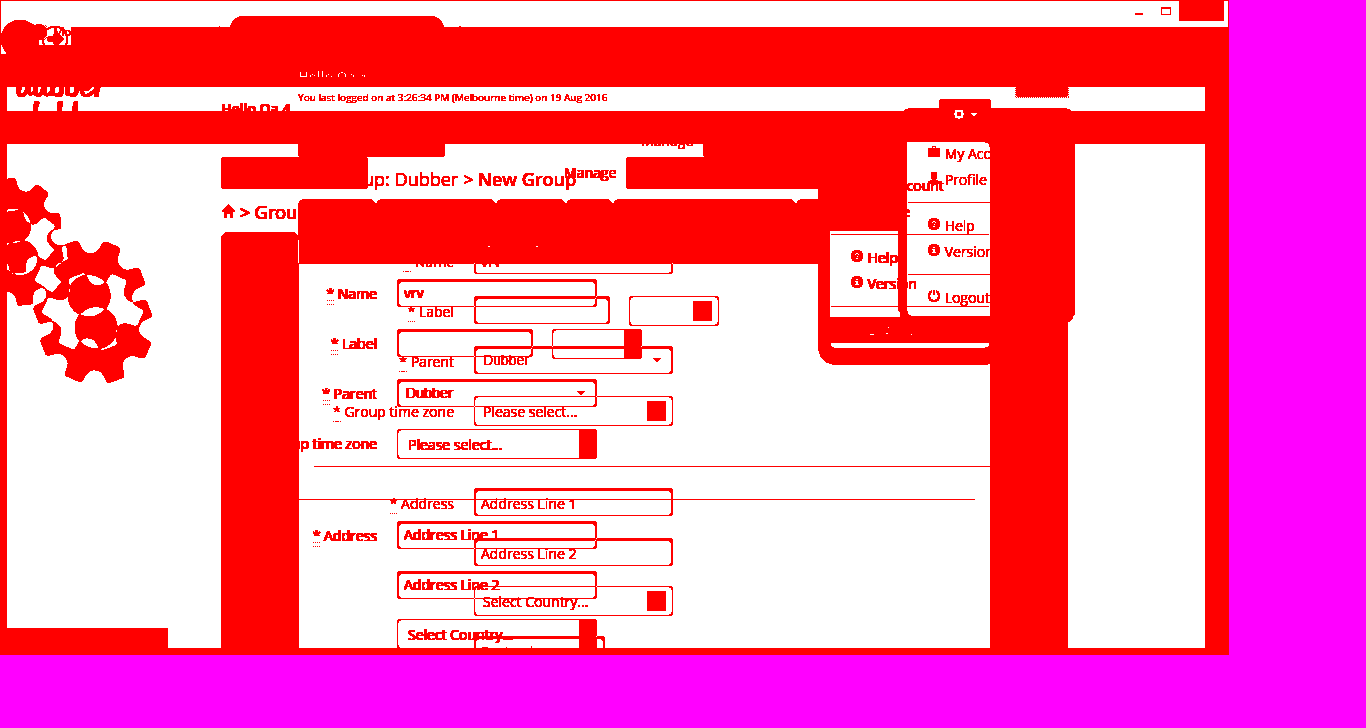 dubber
Hello Qa 4
You last logged on at 3:26:34 PM (Melbourne time) on 19 Aug 2016
Hello Qa 4
Manage
My Acc
up: Dubber > New Group
Manage
Profile
count
> Grou
Help
Version
Help
Name
vrv
Version
* Name
vrv
Logout
* Label
* Label
* Parent
Dubber
* Parent
Dubber
* Group time zone
Please select...
p time zone
Please select...
* Address
Address Line 1
* Address
Address Line 1
Address Line 2
Address Line 2
Select Country...
Select Country...